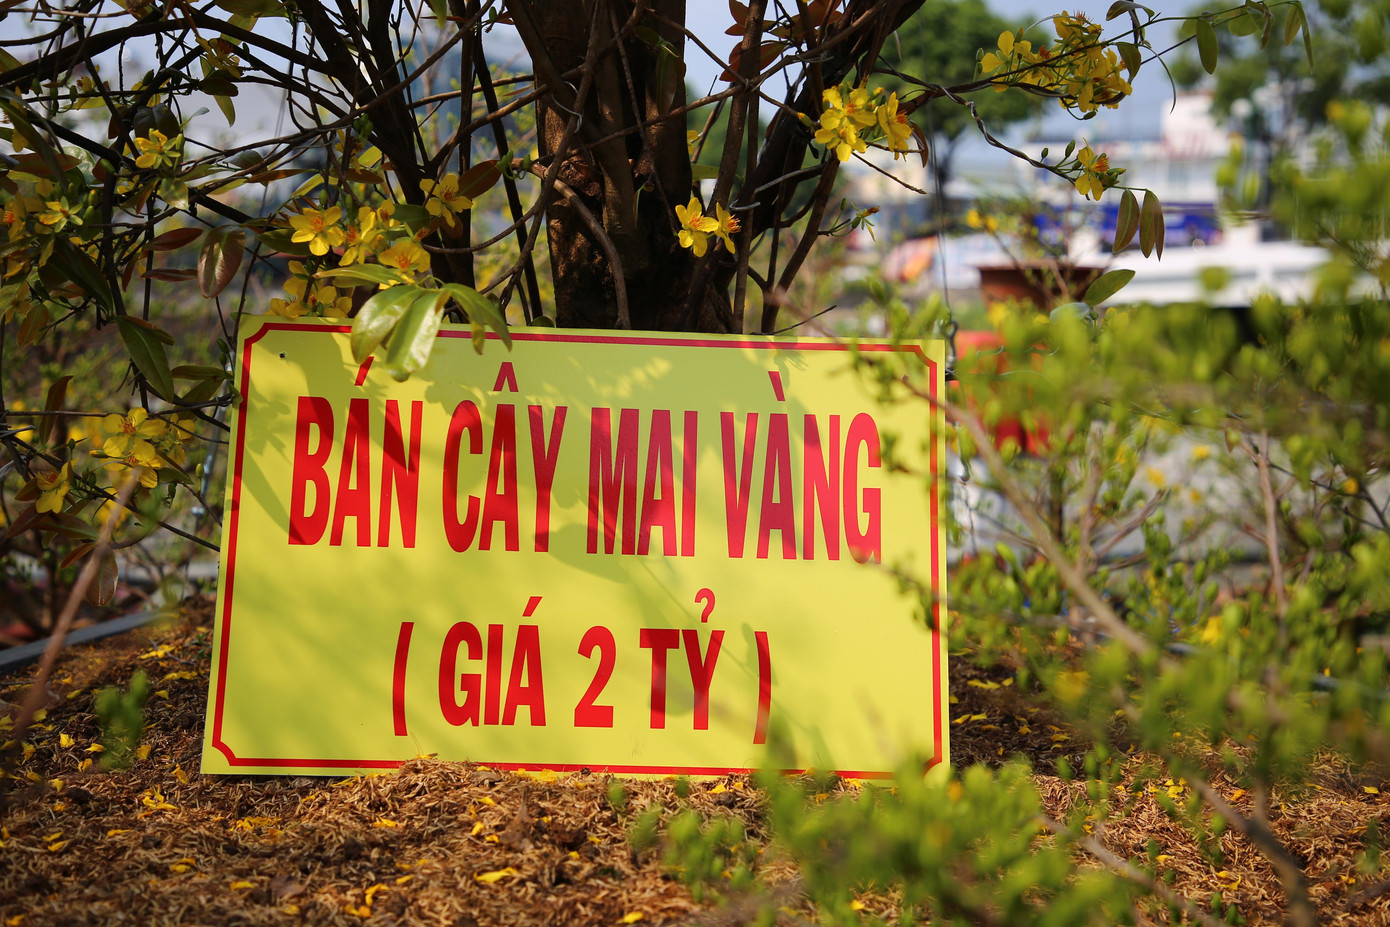 BÁN CÂY MAI VÀNG
( GIÁ 2 TỶ )